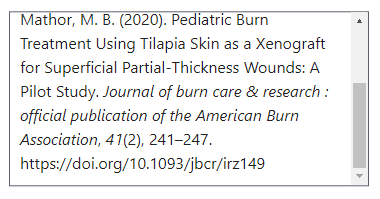 Mathor, M. B. (2020). Pediatric Burn
Treatment Using Tilapia Skin as a Xenograft
for Superficial Partial-Thickness Wounds: A
Pilot Study. Journal of burn care & research :
official publication of the American Burn
Association, 41(2), 241–247.
https://doi.org/10.1093/jbcr/irz149